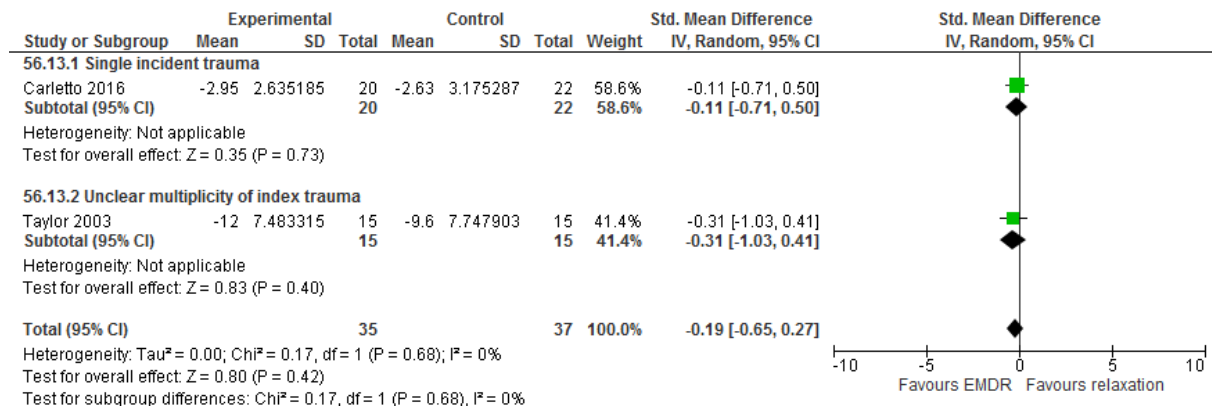 Experimental Control Std. Mean Difference Std. Mean Difference
Study or Subgroup Mean SD Total Mean SD Total Weight IV, Random, 95% CI IV, Random, 95% CI
56.13.1 Single incident trauma
Carletto 2016 -2.95 2.635185 20 -2.63 3.175287 22 58.6% -0.11 [-0.71, 0.50]
Subtotal (95% CI) 20 22 58.6% -0.11 [-0.71, 0.50]
Heterogeneity: Not applicable
Test for overall effect: Z = 0.35 (P = 0.73)
56.13.2 Unclear multiplicity of index trauma
Taylor 2003 -12 7.483315 15 -9.6 7.747903 15 41.4% -0.31 [-1.03, 0.41]
Subtotal (95% CI) 15 15 41.4% -0.31 [-1.03, 0.41]
Heterogeneity: Not applicable
Test for overall effect: Z = 0.83 (P = 0.40)
Total (95% CI) 35 37 100.0% -0.19 [-0.65, 0.27]
Heterogeneity: Tau² = 0.00; Chi² = 0.17, df = 1 (P = 0.68); I² = 0%
Test for overall effect: Z = 0.80 (P = 0.42)
Test for subgroup differences: Chi² = 0.17, df = 1 (P = 0.68), I² = 0%
-10 -5 0 5 10
Favours EMDR Favours relaxation